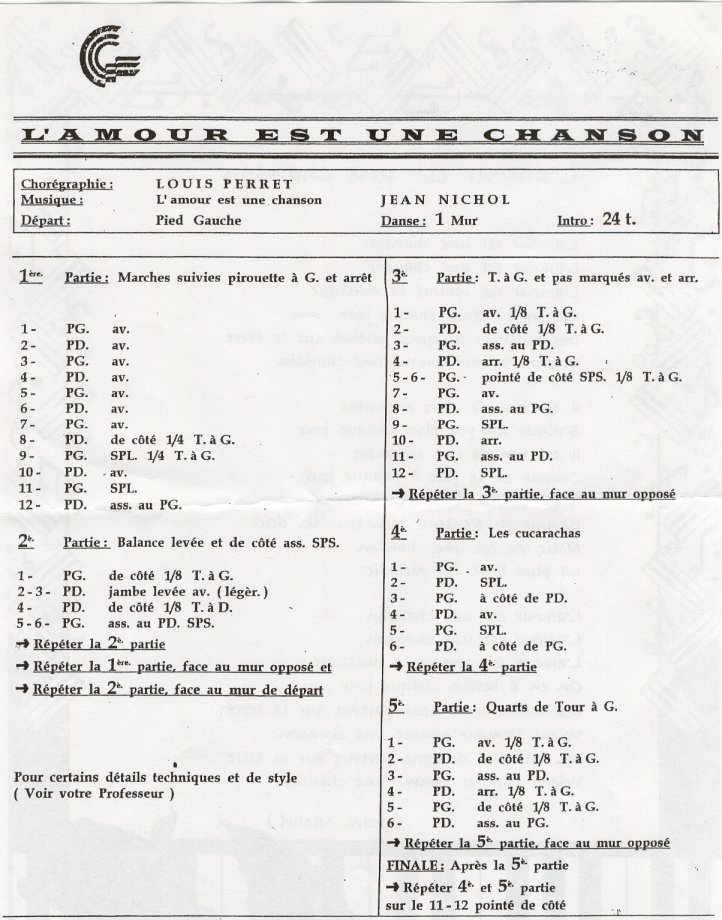 L'AMOUR EST UNE CHANSON
Chorégraphie: LOUIS PERRET
Musique: L'amour est une chanson JEAN NICHOL
Départ: Pied Gauche Danse: 1 Mur Intro: 24 t.
1ère. Partie: Marches suivies pirouette à G. et arrêt
1- PG. av.
2- PD. av.
3- PG. av.
4- PD. av.
5- PG. av.
6- PD. av.
7- PG. av.
8- PD. de côté 1/4 T. à G.
9- PG. SPL. 1/4 T. à G.
10- PD. av.
11- PG. SPL.
12- PD. ass. au PG.
2è. Partie: Balance levée et de côté ass. SPS.
1- PG. de côté 1/8 T. à G.
2-3- PD. jambe levée av. (légèr.)
4- PD. de côté 1/8 T. à D.
5-6- PG. ass. au PD. SPS.
→ Répéter la 2è. partie
→ Répéter la 1ère. partie, face au mur opposé et
→ Répéter la 2è. partie, face au mur de départ
Pour certains détails techniques et de style
( Voir votre Professeur )
3è. Partie: T. à G. et pas marqués av. et arr.
1- PG. av. 1/8 T. à G.
2- PD. de côté 1/8 T. à G.
3- PG. ass. au PD.
4- PD. arr. 1/8 T. à G.
5-6- PG. pointé de côté SPS. 1/8 T. à G.
7- PG. av.
8- PD. ass. au PG.
9- PG. SPL.
10- PD. arr.
11- PG. ass. au PD.
12- PD. SPL.
→ Répéter la 3è. partie, face au mur opposé
4è. Partie: Les cucarachas
1- PG. av.
2- PD. SPL.
3- PG. à côté de PD.
4- PD. av.
5- PG. SPL.
6- PD. à côté de PG.
→ Répéter la 4è. partie
5è. Partie: Quarts de Tour à G.
1- PG. av. 1/8 T. à G.
2- PD. de côté 1/8 T. à G.
3- PG. ass. au PD.
4- PD. arr. 1/8 T. à G.
5- PG. de côté 1/8 T. à G.
6- PD. ass. au PG.
→ Répéter la 5è. partie, face au mur opposé
FINALE: Après la 5è. partie
→ Répéter 4è. et 5è. partie
sur le 11-12 pointé de côté